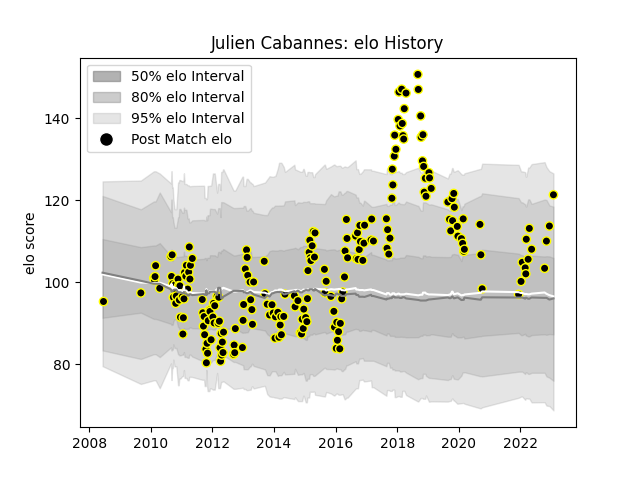 Julien Cabannes: elo History
50% elo Interval
80% elo Interval
95% elo Interval
Post Match elo
elo score
140
120
100
80
2008 2010 2012 2014 2016 2018 2020 2022